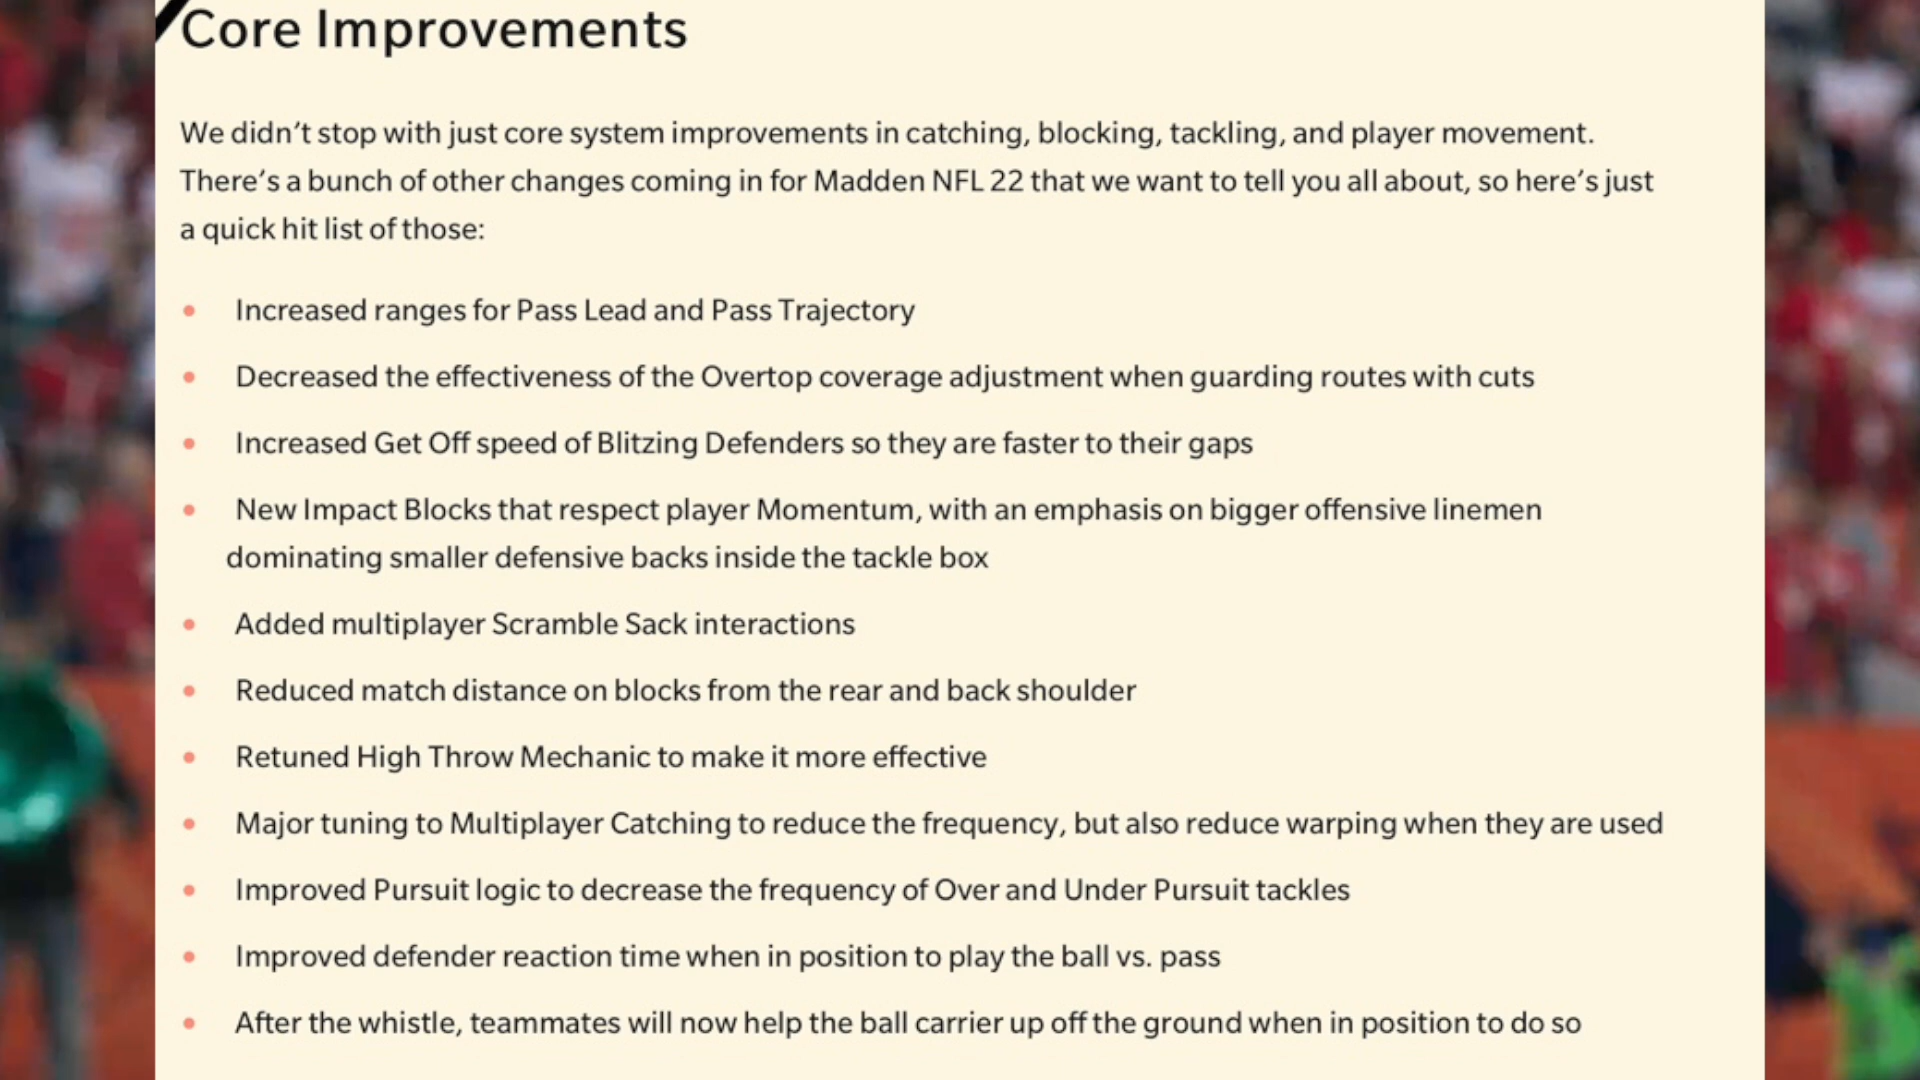 Core Improvements
We didn't stop with just core system improvements in catching, blocking, tackling, and player movement.
There's a bunch of other changes coming in for Madden NFL 22 that we want to tell you all about, so here's just
a quick hit list of those:
• Increased ranges for Pass Lead and Pass Trajectory
• Decreased the effectiveness of the Overtop coverage adjustment when guarding routes with cuts
• Increased Get Off speed of Blitzing Defenders so they are faster to their gaps
• New Impact Blocks that respect player Momentum, with an emphasis on bigger offensive linemen
dominating smaller defensive backs inside the tackle box
• Added multiplayer Scramble Sack interactions
• Reduced match distance on blocks from the rear and back shoulder
• Retuned High Throw Mechanic to make it more effective
• Major tuning to Multiplayer Catching to reduce the frequency, but also reduce warping when they are used
• Improved Pursuit logic to decrease the frequency of Over and Under Pursuit tackles
• Improved defender reaction time when in position to play the ball vs. pass
• After the whistle, teammates will now help the ball carrier up off the ground when in position to do so